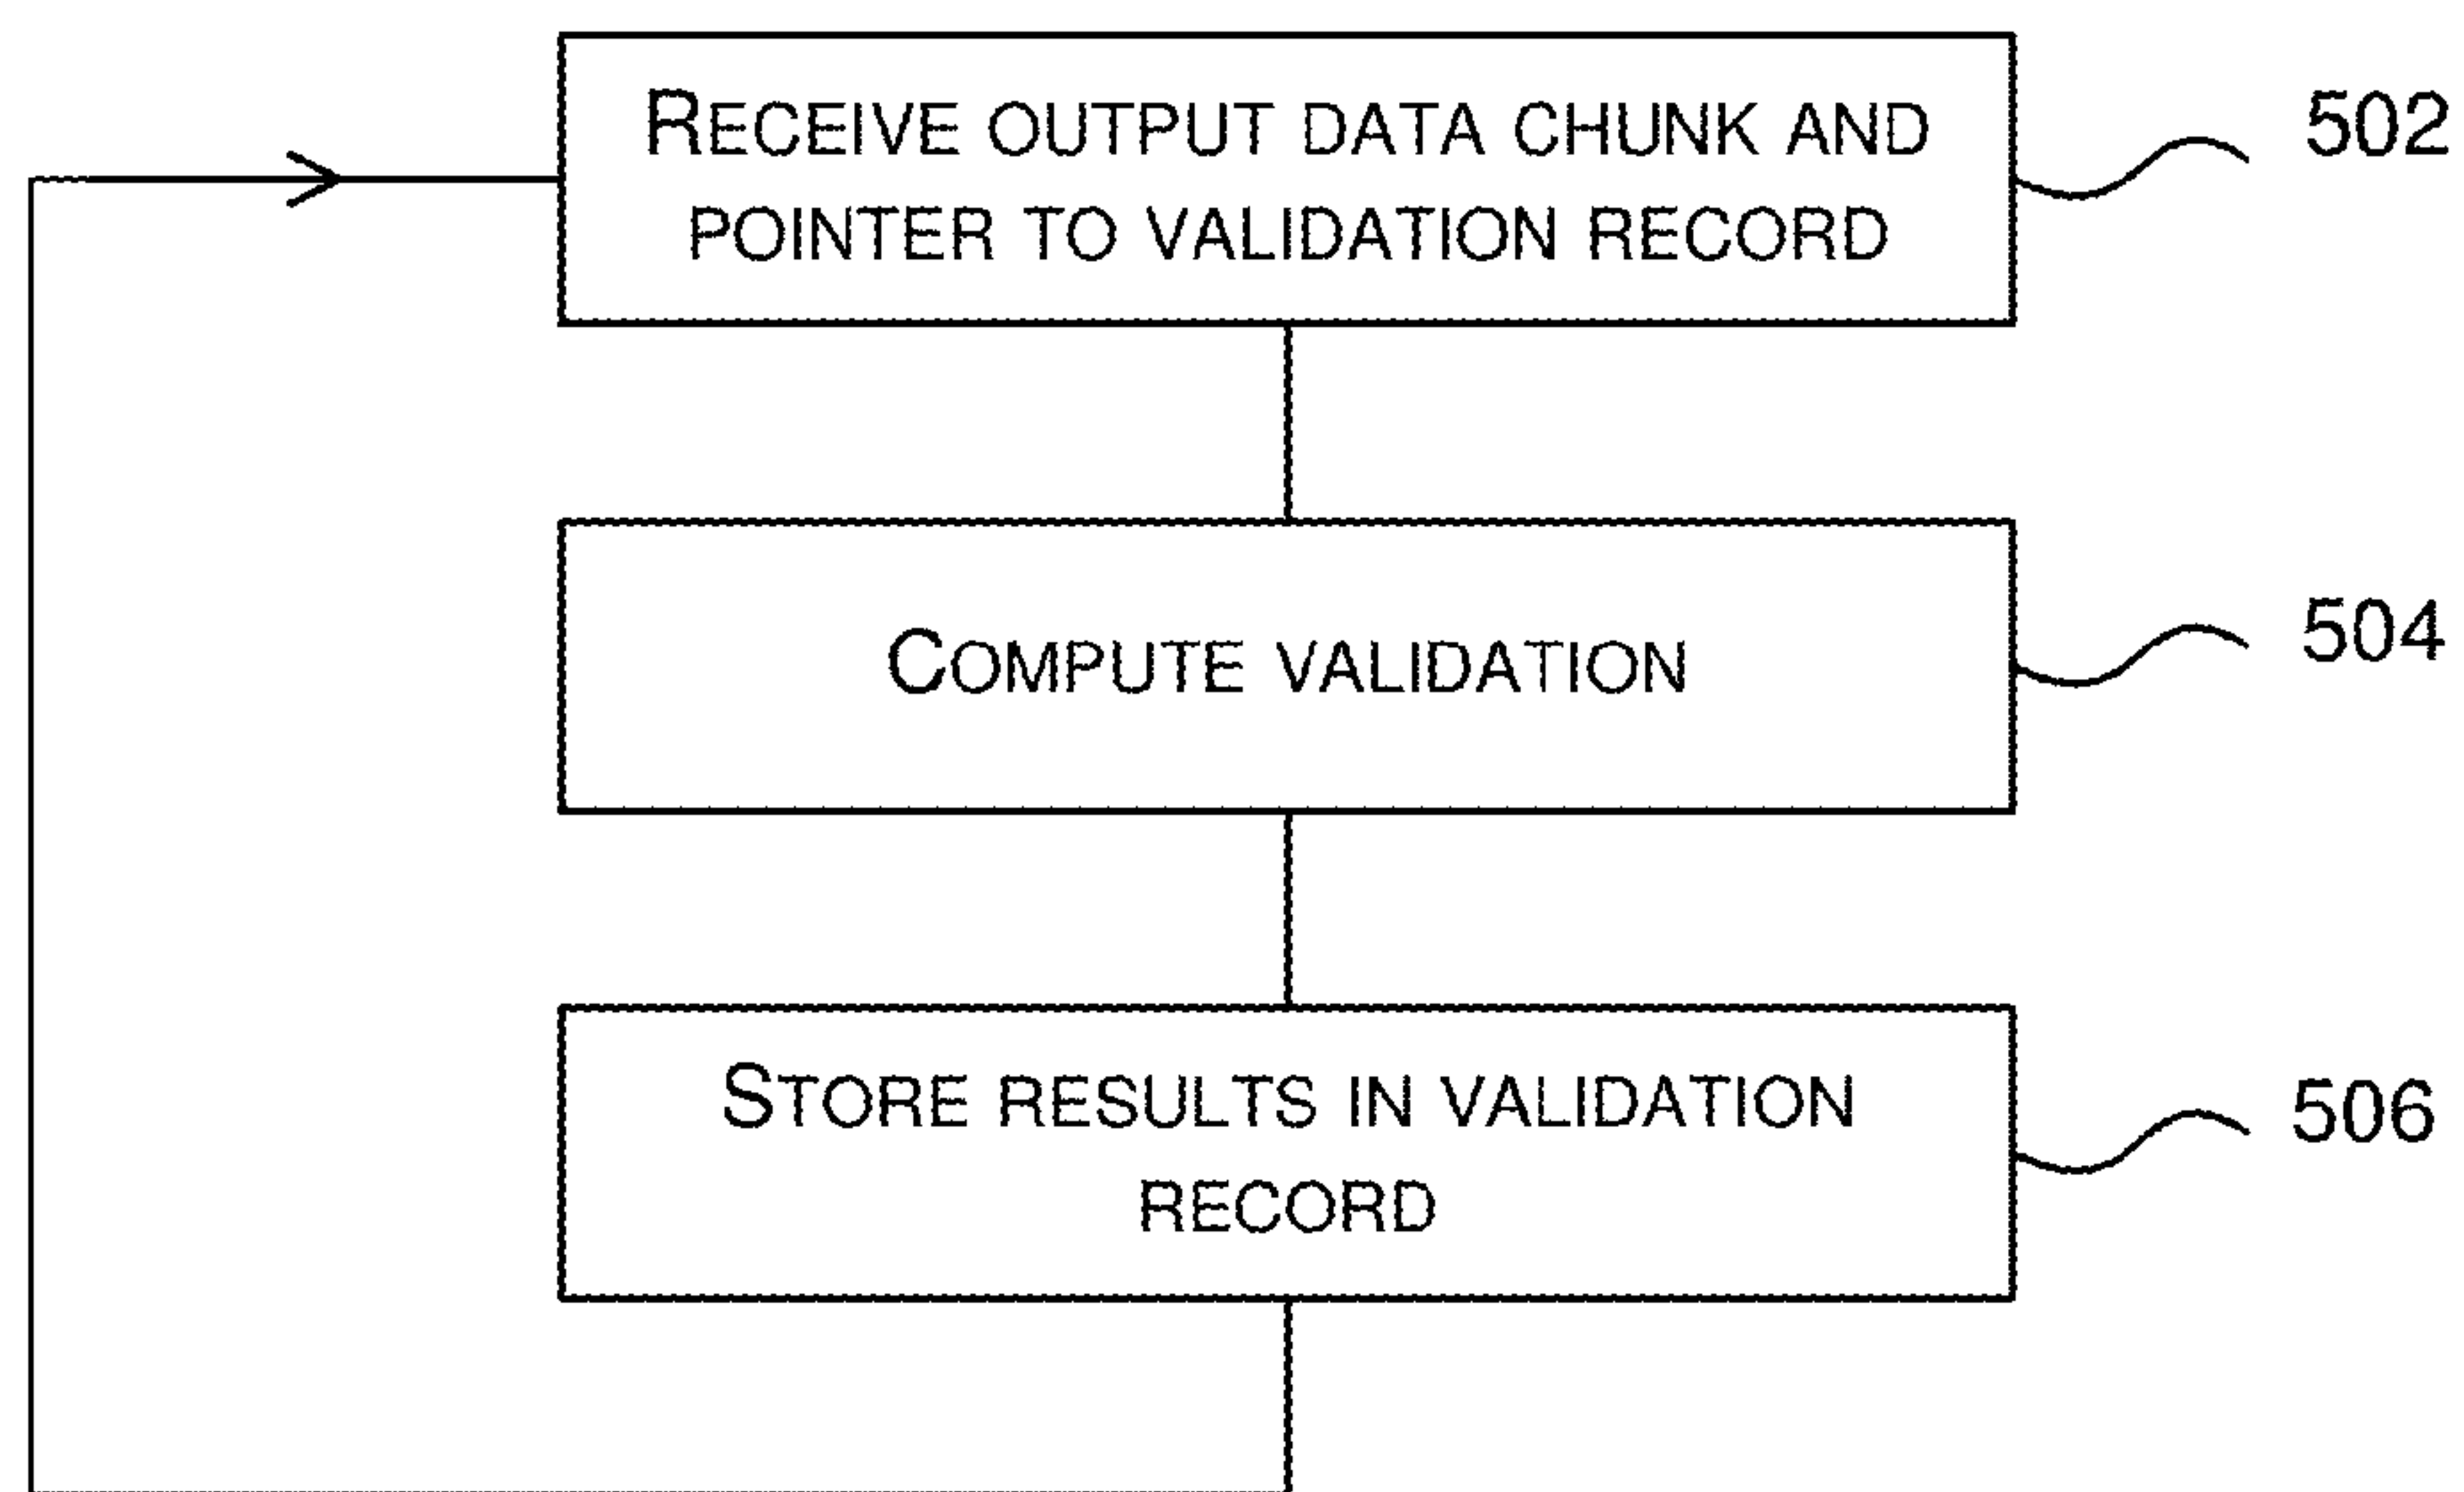 RECEIVE OUTPUT DATA CHUNK AND
POINTER TO VALIDATION RECORD
502
COMPUTE VALIDATION
504
STORE RESULTS IN VALIDATION
RECORD
506